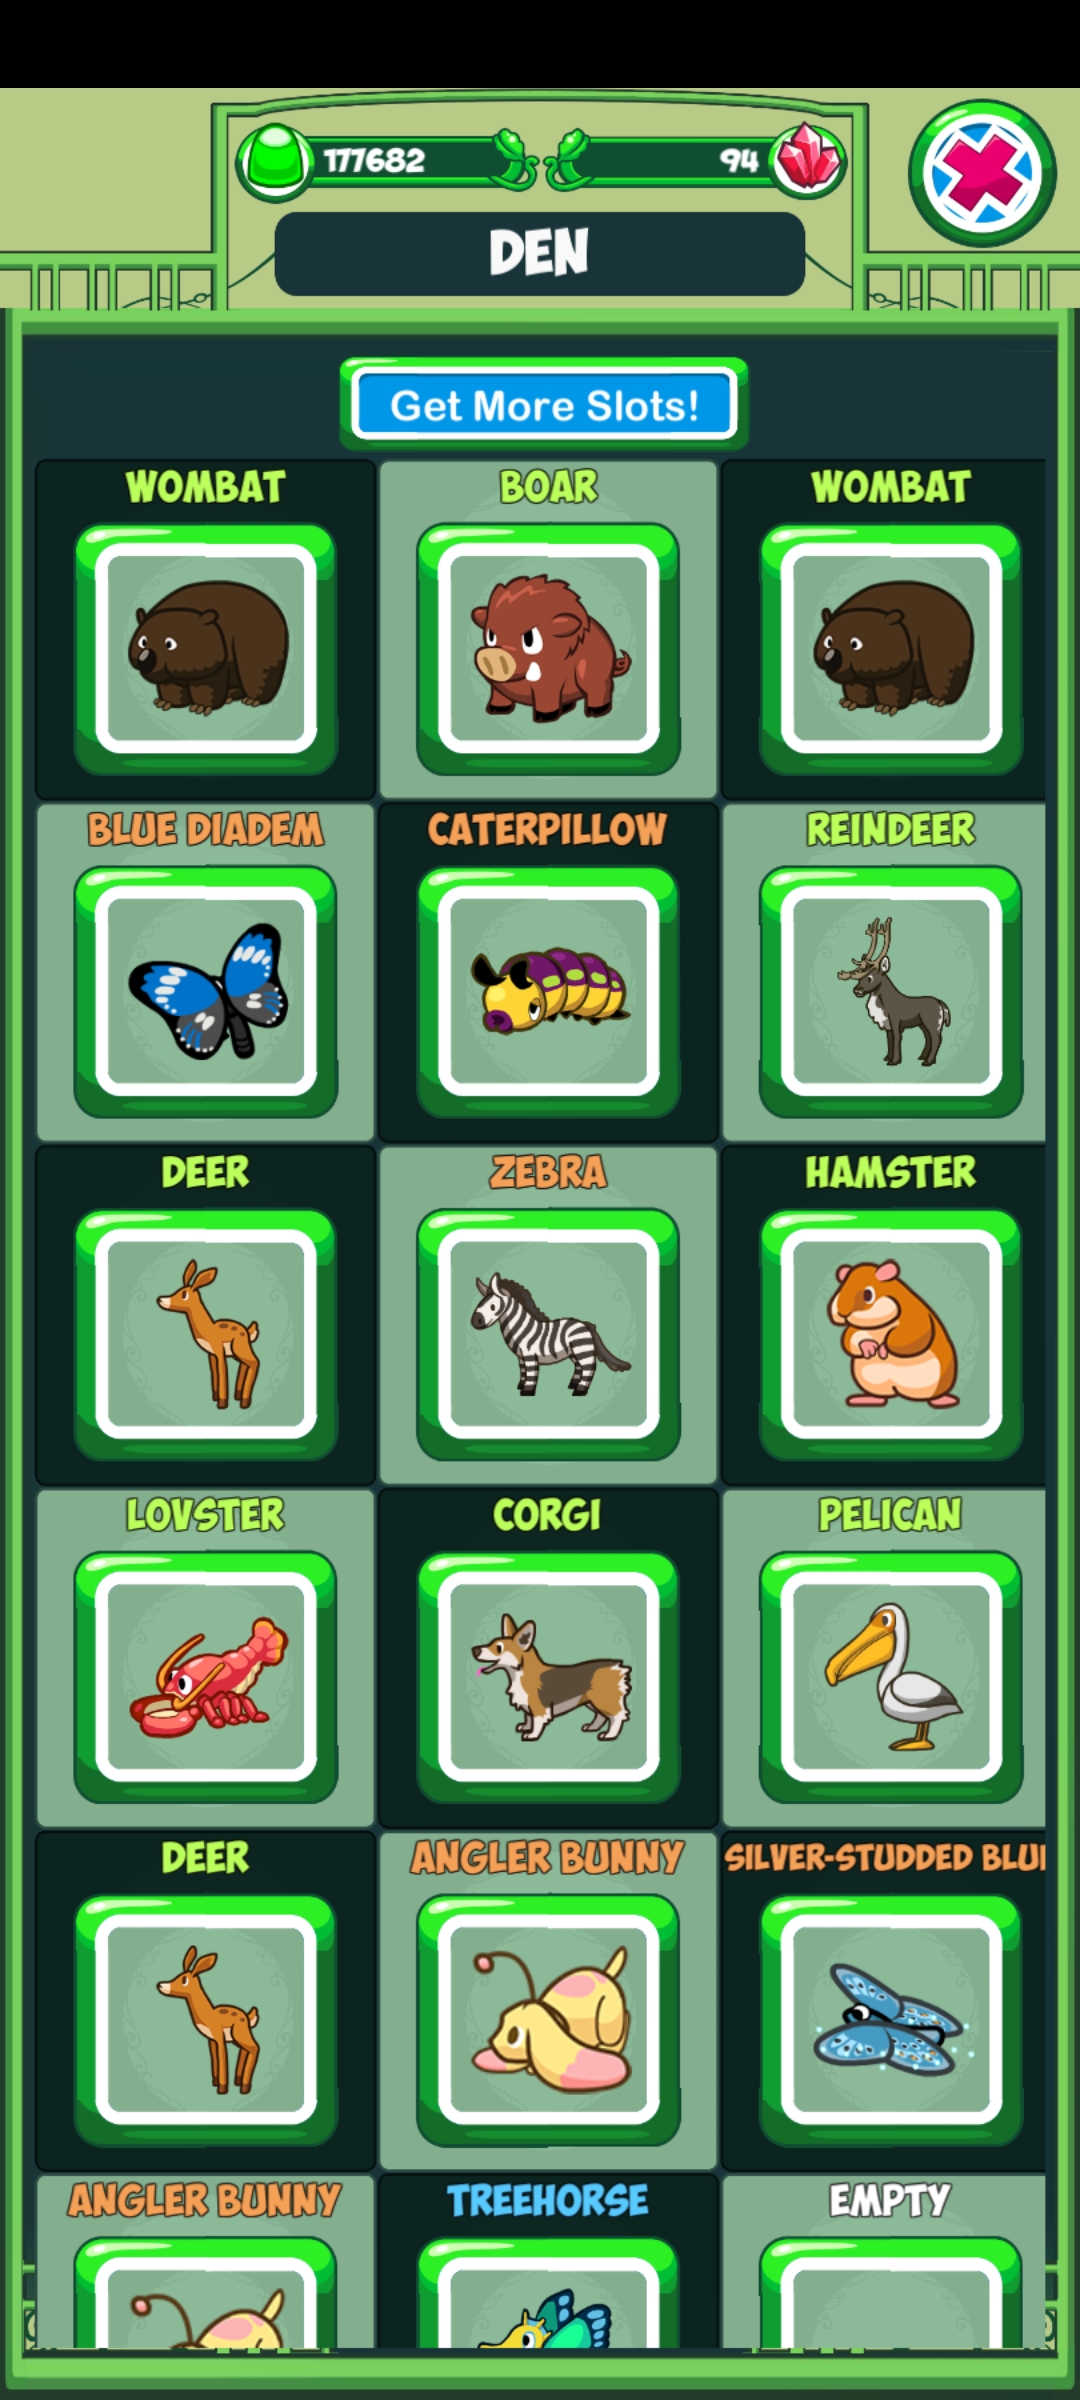 177682
94
DEN
Get More Slots!
WOMBAT
BOAR
WOMBAT
BLUE DIADEM
CATERPILLOW
REINDEER
DEER
ZEBRA
HAMSTER
LOVSTER
CORGI
PELICAN
DEER
ANGLER BUNNY
SILVER-STUDDED BLU
ANGLER BUNNY
TREEHORSE
EMPTY